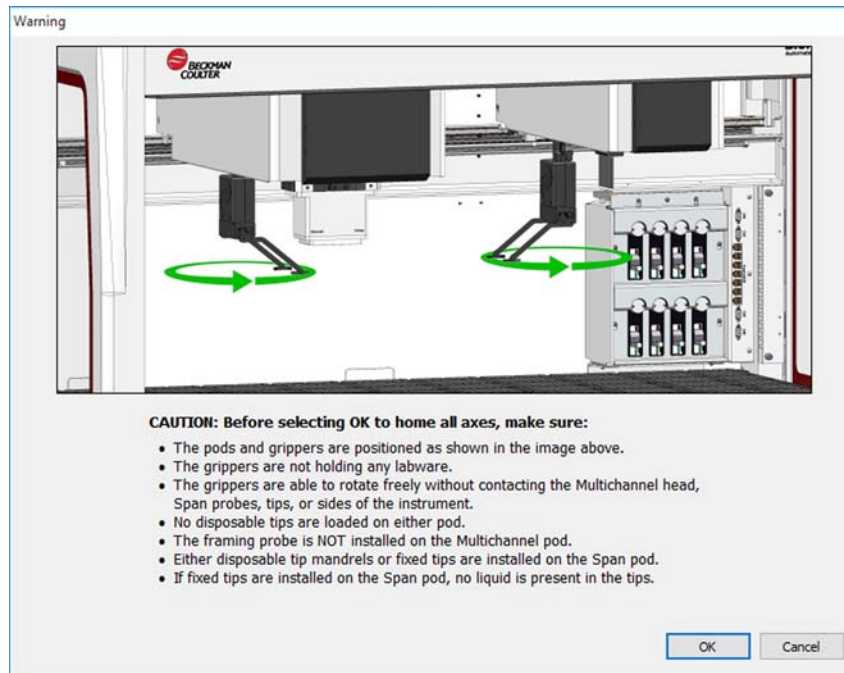 Warning
BECKMAN
COULTER
CAUTION: Before selecting OK to home all axes, make sure:
• The pods and grippers are positioned as shown in the image above.
• The grippers are not holding any labware.
• The grippers are able to rotate freely without contacting the Multichannel head,
Span probes, tips, or sides of the instrument.
• No disposable tips are loaded on either pod.
• The framing probe is NOT installed on the Multichannel pod.
• Either disposable tip mandrels or fixed tips are installed on the Span pod.
• If fixed tips are installed on the Span pod, no liquid is present in the tips.
OK
Cancel